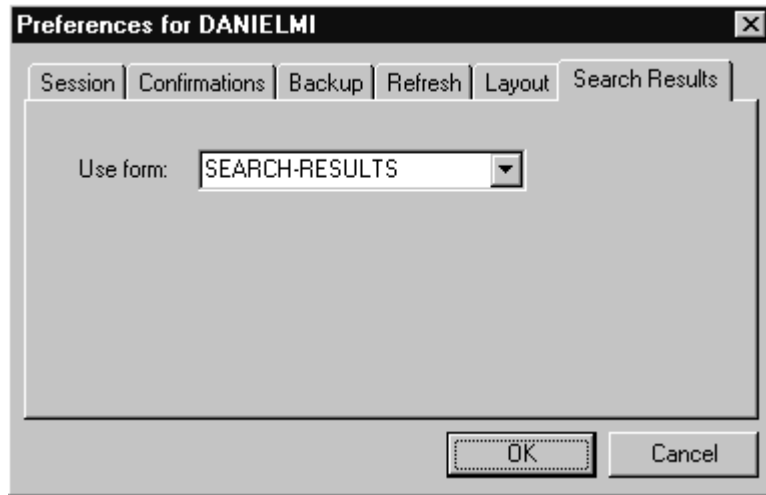 Preferences for DANIELMI
Session Confirmations Backup Refresh Layout Search Results
Use form: SEARCH-RESULTS
OK Cancel